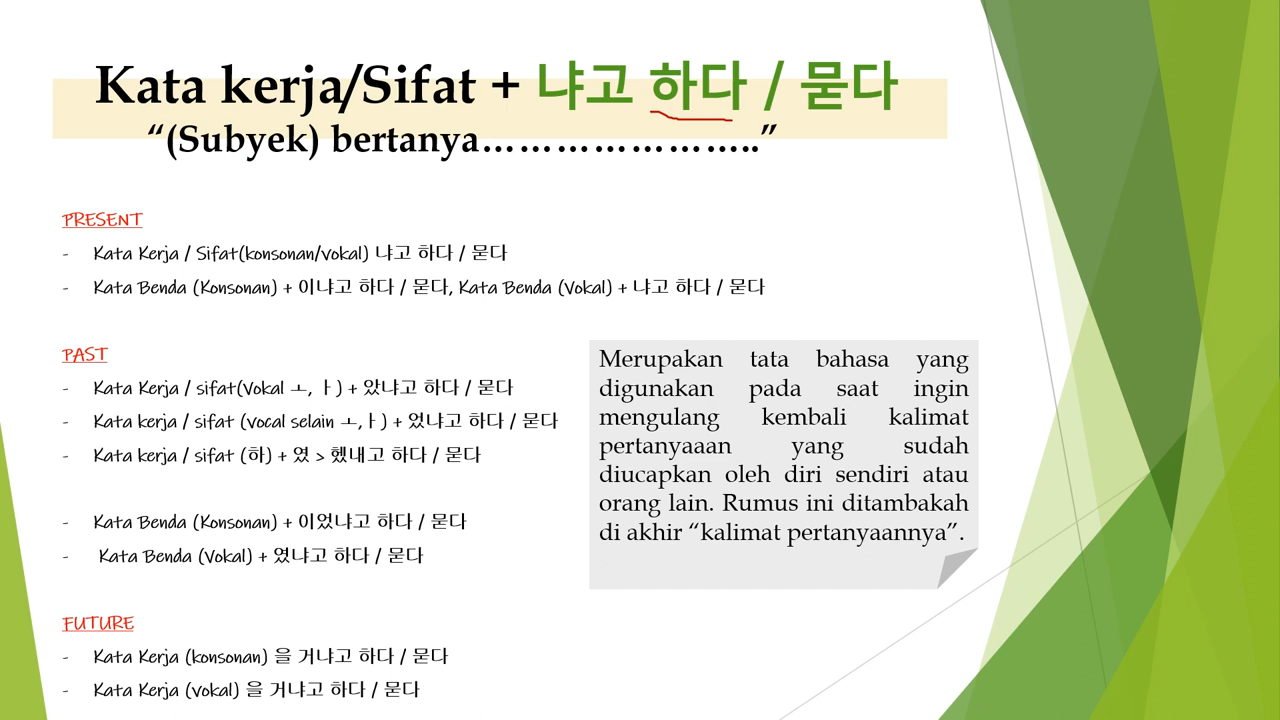 Kata kerja/Sifat + 냐고 하다 / 묻다
“(Subyek) bertanya…………………..”
PRESENT
- Kata Kerja / Sifat(konsonan/vokal) 냐고 하다 / 묻다
- Kata Benda (Konsonan) + 이냐고 하다 / 묻다, Kata Benda (Vokal) + 냐고 하다 / 묻다
PAST
- Kata Kerja / sifat(Vokal ㅗ, ㅏ) + 았냐고 하다 / 묻다
- Kata kerja / sifat (vocal selain ㅗ,ㅏ) + 었냐고 하다 / 묻다
- Kata kerja / sifat (하) + 였 > 했내고 하다 / 묻다
- Kata Benda (Konsonan) + 이었냐고 하다 / 묻다
- Kata Benda (Vokal) + 였냐고 하다 / 묻다
Merupakan tata bahasa yang
digunakan pada saat ingin
mengulang kembali kalimat
pertanyaaan yang sudah
diucapkan oleh diri sendiri atau
orang lain. Rumus ini ditambakah
di akhir “kalimat pertanyaannya”.
FUTURE
- Kata Kerja (konsonan) 을 거냐고 하다 / 묻다
- Kata Kerja (vokal) 을 거냐고 하다 / 묻다